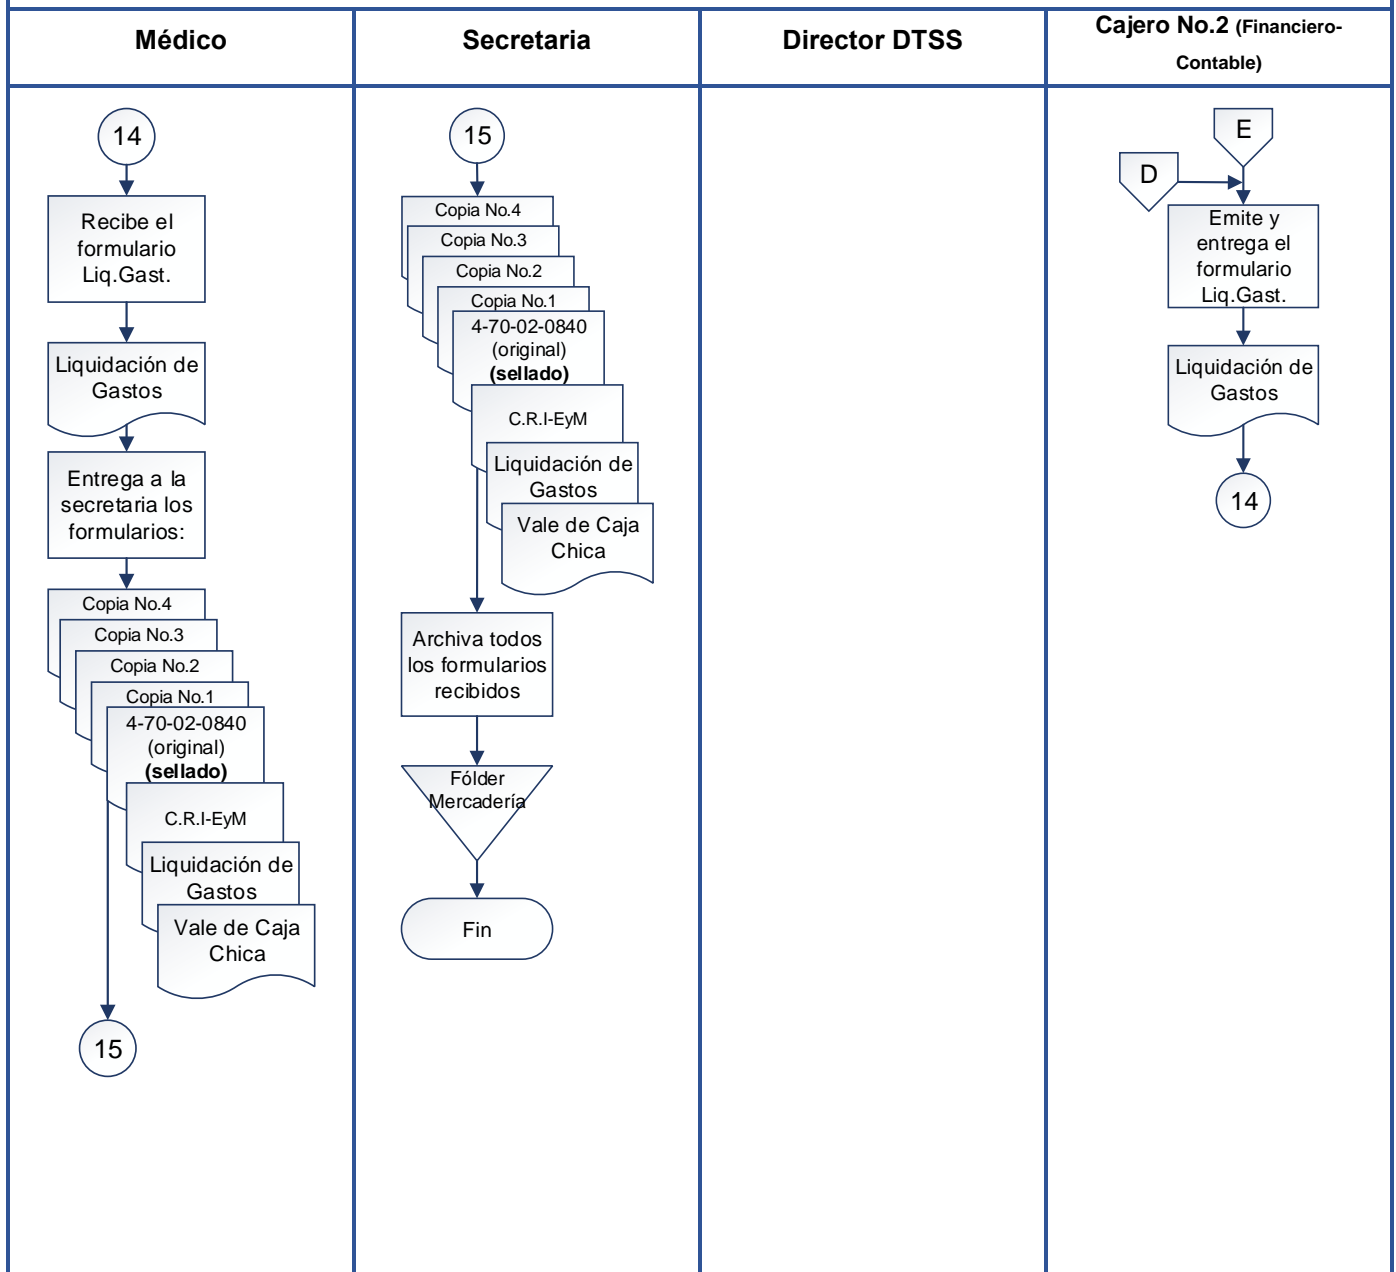 Médico
Secretaria
Director DTSS
Cajero No.2 (Financiero-
Contable)
14
Recibe el
formulario
Liq.Gast.
Liquidación de
Gastos
Entrega a la
secretaria los
formularios:
Copia No.4
Copia No.3
Copia No.2
Copia No.1
4-70-02-0840
(original)
(sellado)
C.R.I-EyM
Liquidación de
Gastos
Vale de Caja
Chica
15
15
Copia No.4
Copia No.3
Copia No.2
Copia No.1
4-70-02-0840
(original)
(sellado)
C.R.I-EyM
Liquidación de
Gastos
Vale de Caja
Chica
Archiva todos
los formularios
recibidos
Fólder
Mercadería
Fin
E
D
Emite y
entrega el
formulario
Liq.Gast.
Liquidación de
Gastos
14